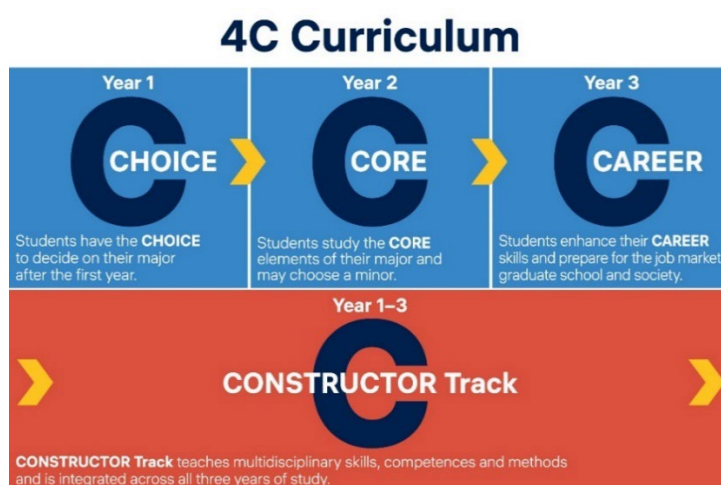 4C Curriculum
Year 1
CHOICE
Students have the CHOICE
to decide on their major
after the first year.
Year 2
CORE
Students study the CORE
elements of their major and
may choose a minor.
Year 3
CAREER
Students enhance their CAREER
skills and prepare for the job market,
graduate school and society.
Year 1–3
CONSTRUCTOR Track
CONSTRUCTOR Track teaches multidisciplinary skills, competences and methods
and is integrated across all three years of study.